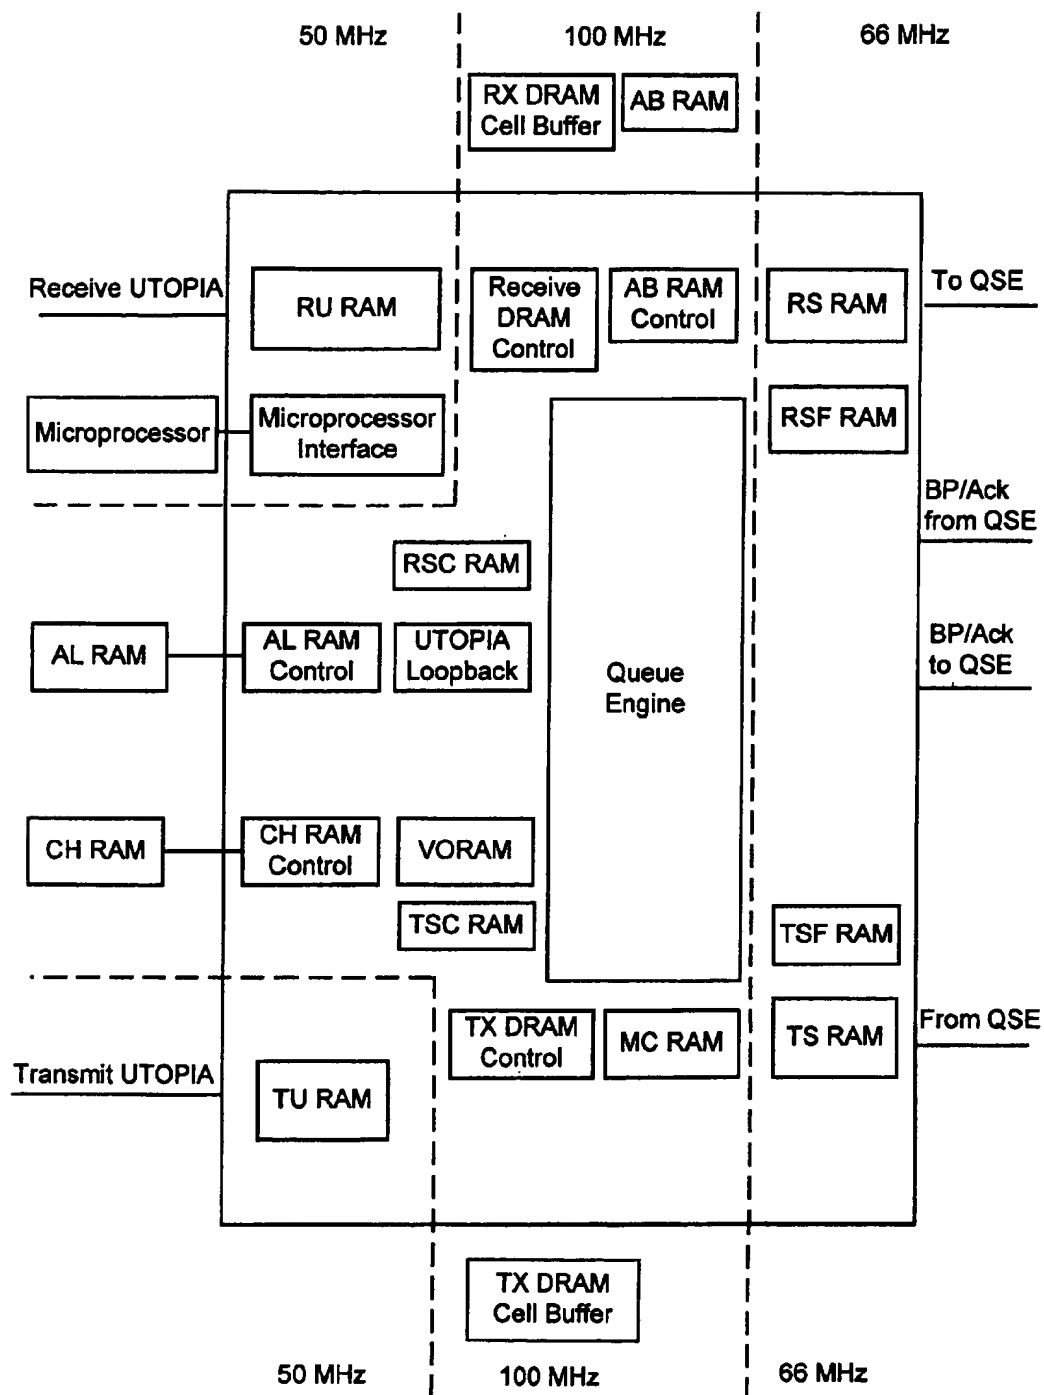 50 MHz
100 MHz
66 MHz
RX DRAM
Cell Buffer
AB RAM
Receive UTOPIA
RU RAM
Receive
DRAM
Control
AB RAM
Control
RS RAM
To QSE
Microprocessor
Microprocessor
Interface
RSF RAM
BP/Ack
from QSE
RSC RAM
AL RAM
AL RAM
Control
UTOPIA
Loopback
Queue
Engine
BP/Ack
to QSE
CH RAM
CH RAM
Control
VORAM
TSC RAM
TSF RAM
TX DRAM
Control
MC RAM
TS RAM
From QSE
Transmit UTOPIA
TU RAM
TX DRAM
Cell Buffer
50 MHz
100 MHz
66 MHz